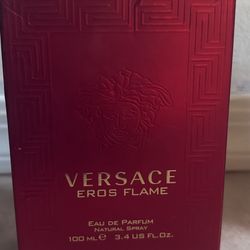 VERSACE
EROS FLAME
EAU DE PARFUM
NATURAL SPRAY
100 ML ℮ 3.4 US FL.OZ.